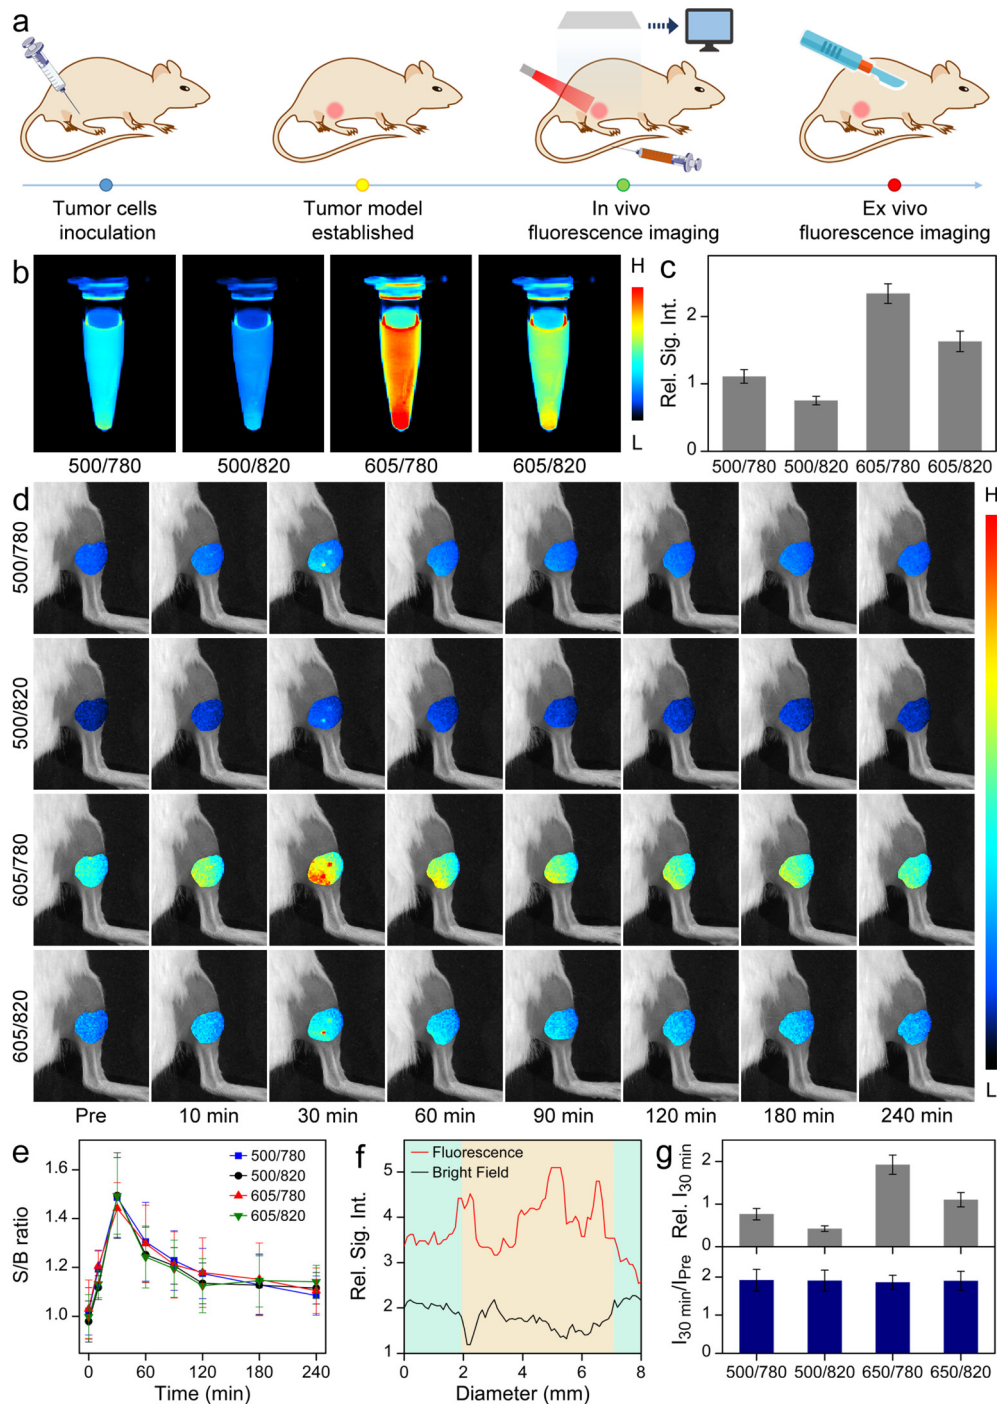 a
Tumor cells
inoculation
Tumor model
established
In vivo
fluorescence imaging
Ex vivo
fluorescence imaging
b
H
L
500/780
500/820
605/780
605/820
c
Rel. Sig. Int.
2
1
0
500/780
500/820
605/780
605/820
d
H
500/780
500/820
605/780
605/820
L
Pre
10 min
30 min
60 min
90 min
120 min
180 min
240 min
e
S/B ratio
1.6
1.4
1.2
1.0
500/780
500/820
605/780
605/820
0
60
120
180
240
Time (min)
f
Rel. Sig. Int.
5
4
3
2
1
Fluorescence
Bright Field
0
2
4
6
8
Diameter (mm)
g
Rel. I30 min
2
1
0
I30 min/IPre
2
1
0
500/780
500/820
650/780
650/820